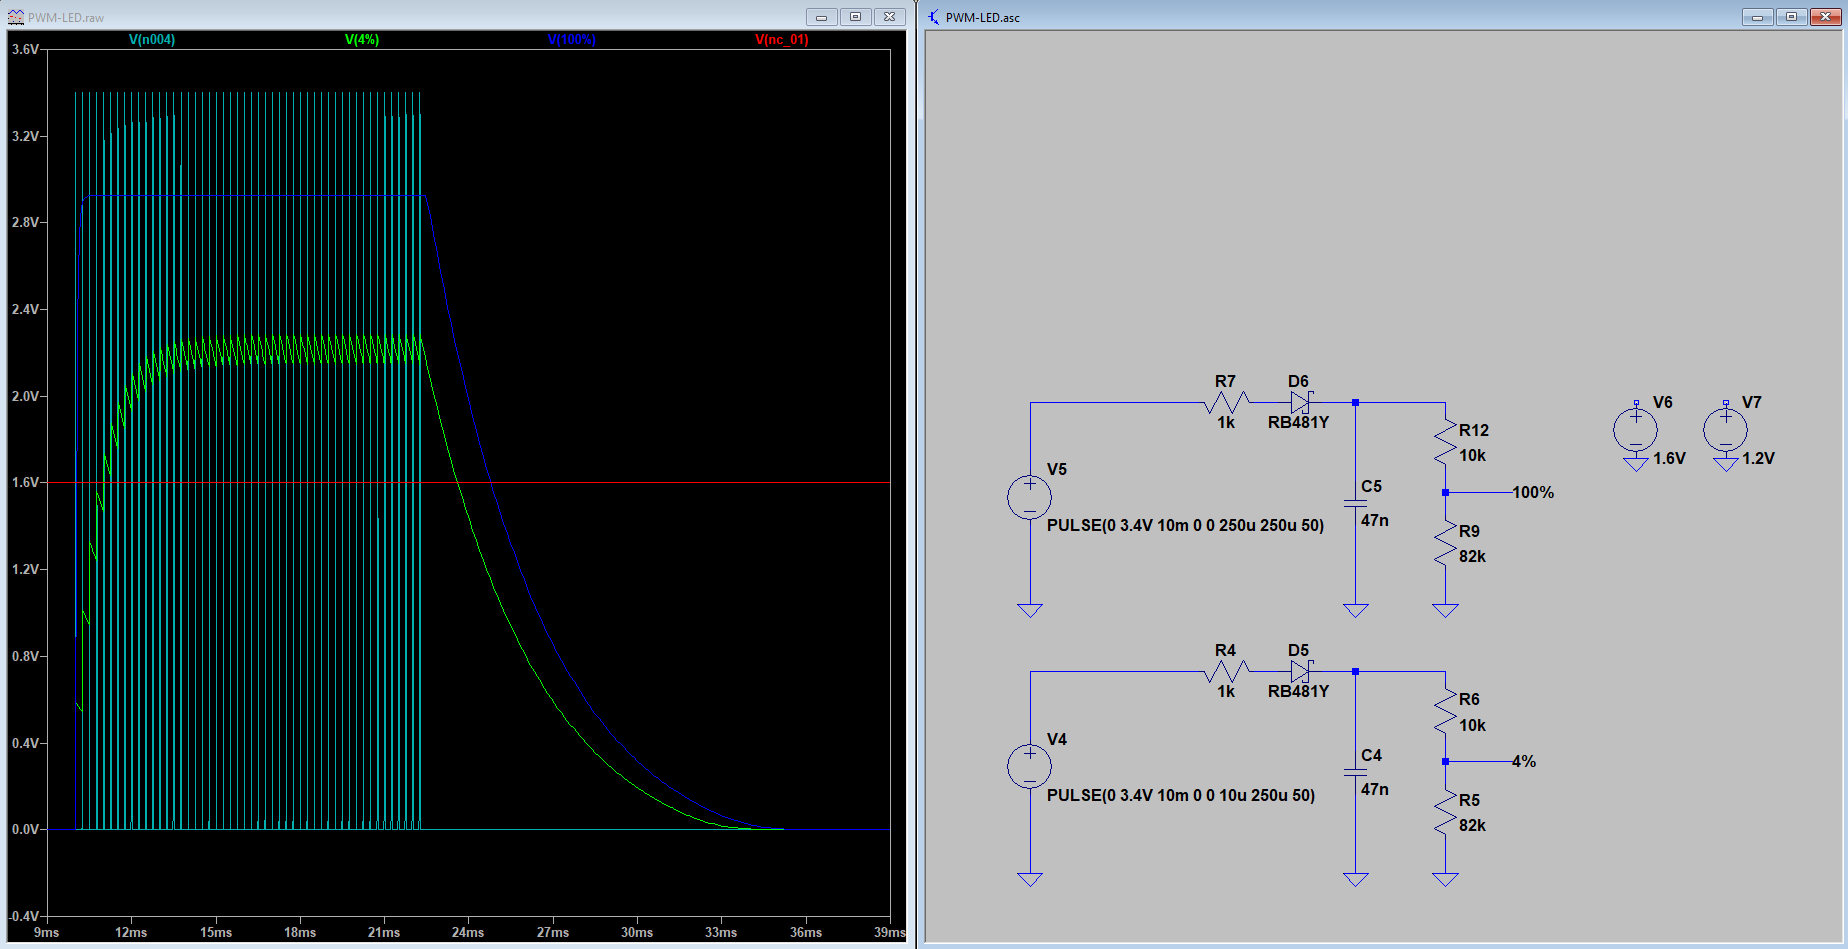 PWM-LED.raw
V(n004) V(4%) V(100%) V(nc_01)
3.6V
3.2V
2.8V
2.4V
2.0V
1.6V
1.2V
0.8V
0.4V
0.0V
-0.4V
9ms 12ms 15ms 18ms 21ms 24ms 27ms 30ms 33ms 36ms 39ms
PWM-LED.asc
R7
1k
D6
RB481Y
V5
PULSE(0 3.4V 10m 0 0 250u 250u 50)
C5
47n
R12
10k
100%
R9
82k
V6
1.6V
V7
1.2V
R4
1k
D5
RB481Y
V4
PULSE(0 3.4V 10m 0 0 10u 250u 50)
C4
47n
R6
10k
4%
R5
82k